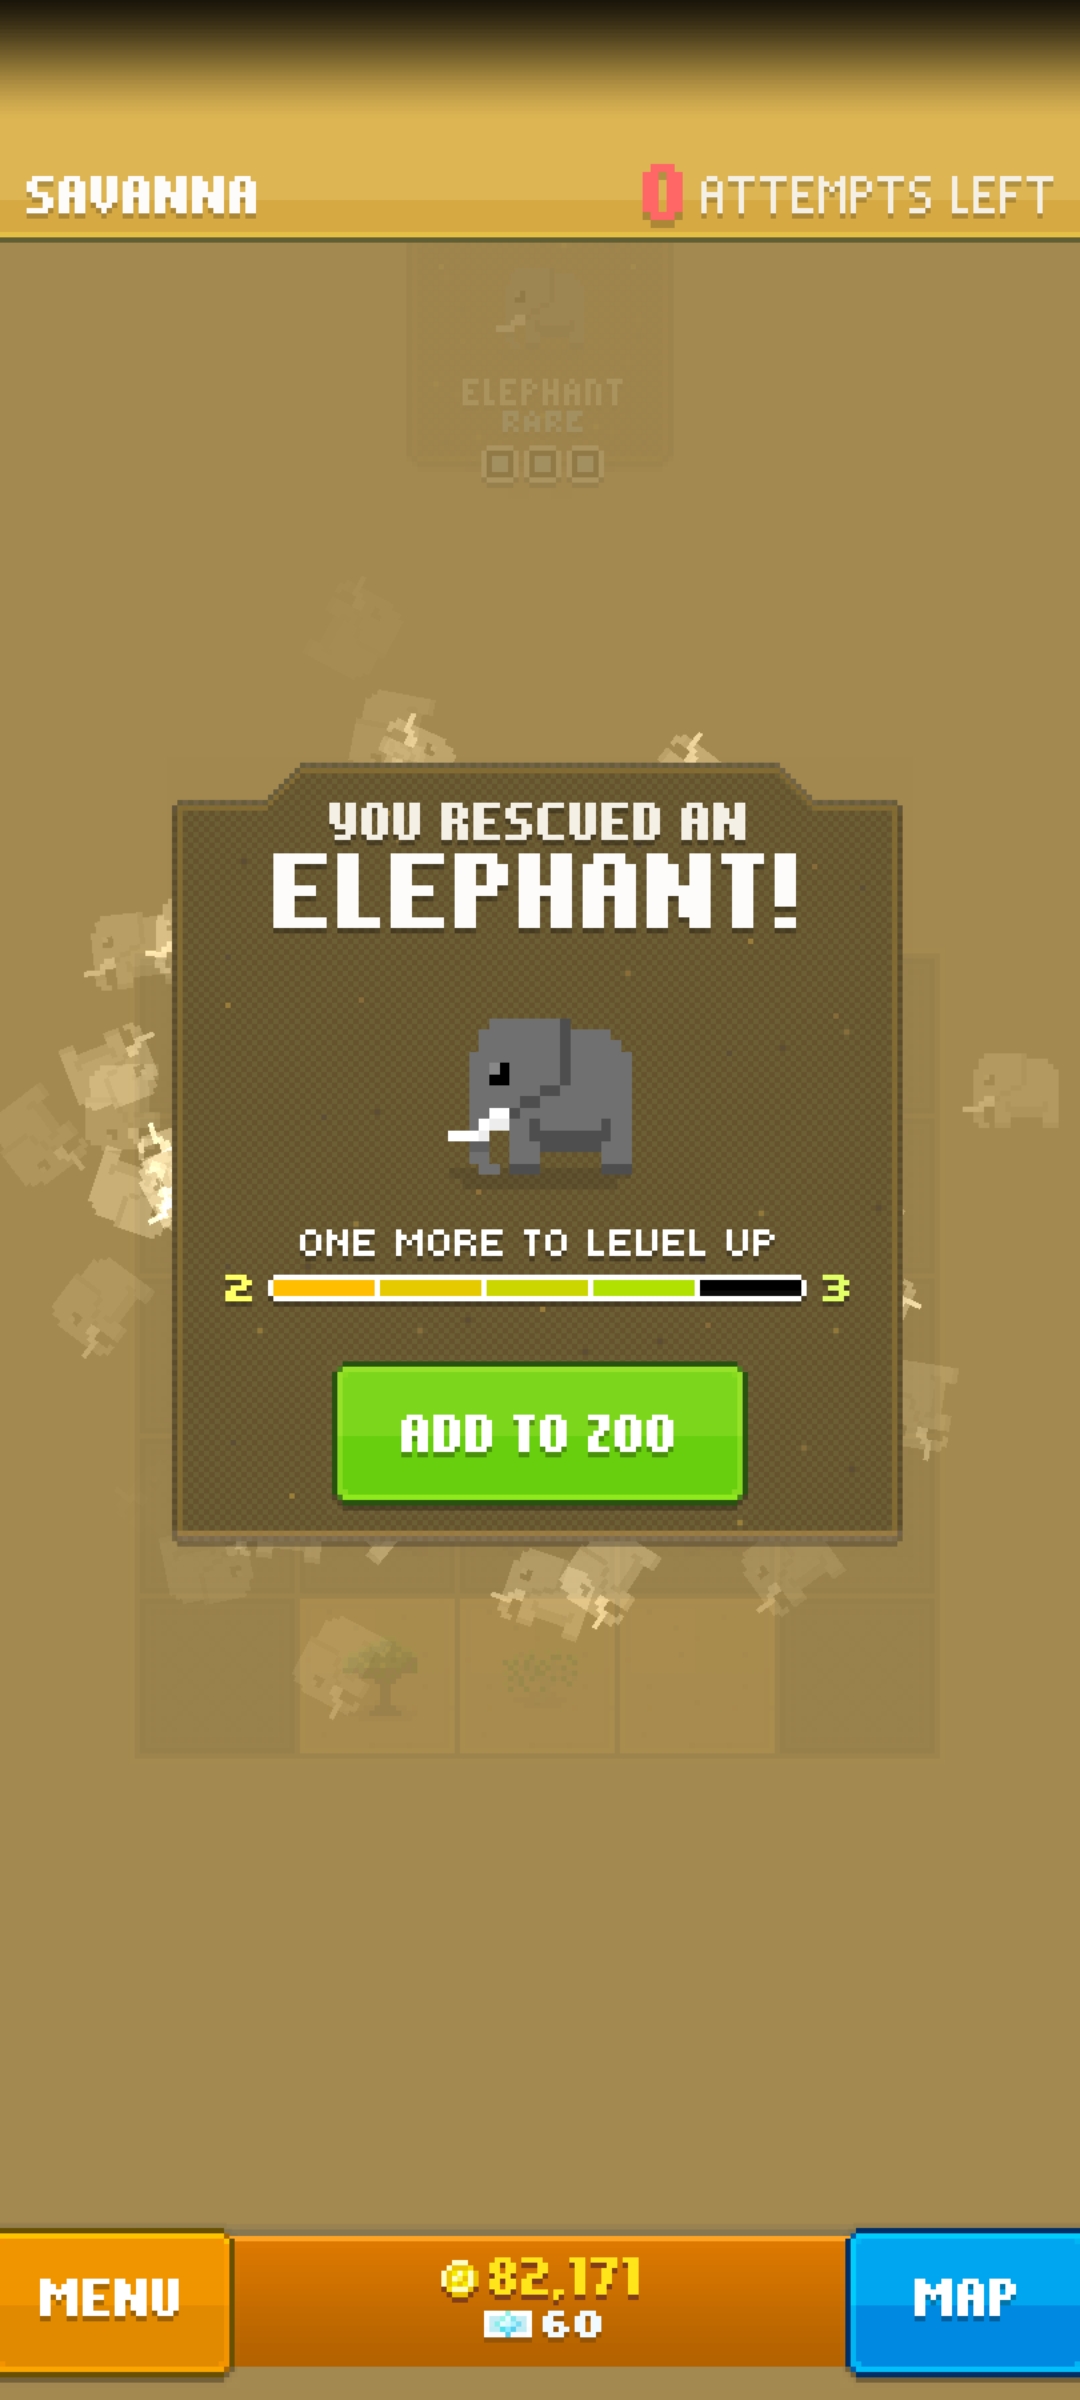 SAVANNA
0 ATTEMPTS LEFT
ELEPHANT
RARE
YOU RESCUED AN
ELEPHANT!
ONE MORE TO LEVEL UP
2 3
ADD TO ZOO
MENU
82,171
60
MAP